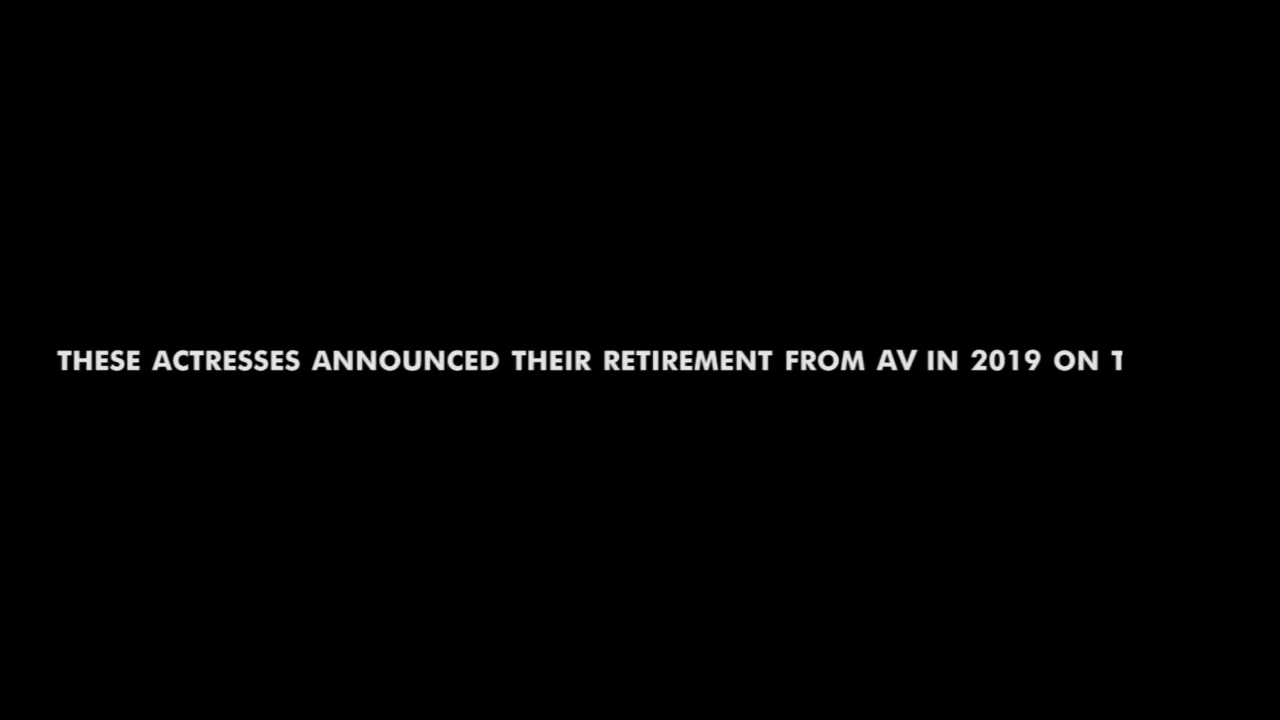 THESE ACTRESSES ANNOUNCED THEIR RETIREMENT FROM AV IN 2019 ON T